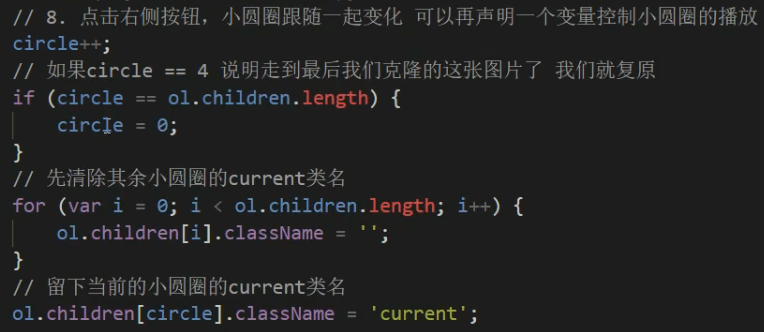 // 8. 点击右侧按钮，小圆圈跟随一起变化 可以再声明一个变量控制小圆圈的播放
circle++;
// 如果circle == 4 说明走到最后我们克隆的这张图片了 我们就复原
if (circle == ol.children.length) {
    circle = 0;
}
// 先清除其余小圆圈的current类名
for (var i = 0; i < ol.children.length; i++) {
    ol.children[i].className = '';
}
// 留下当前的小圆圈的current类名
ol.children[circle].className = 'current';